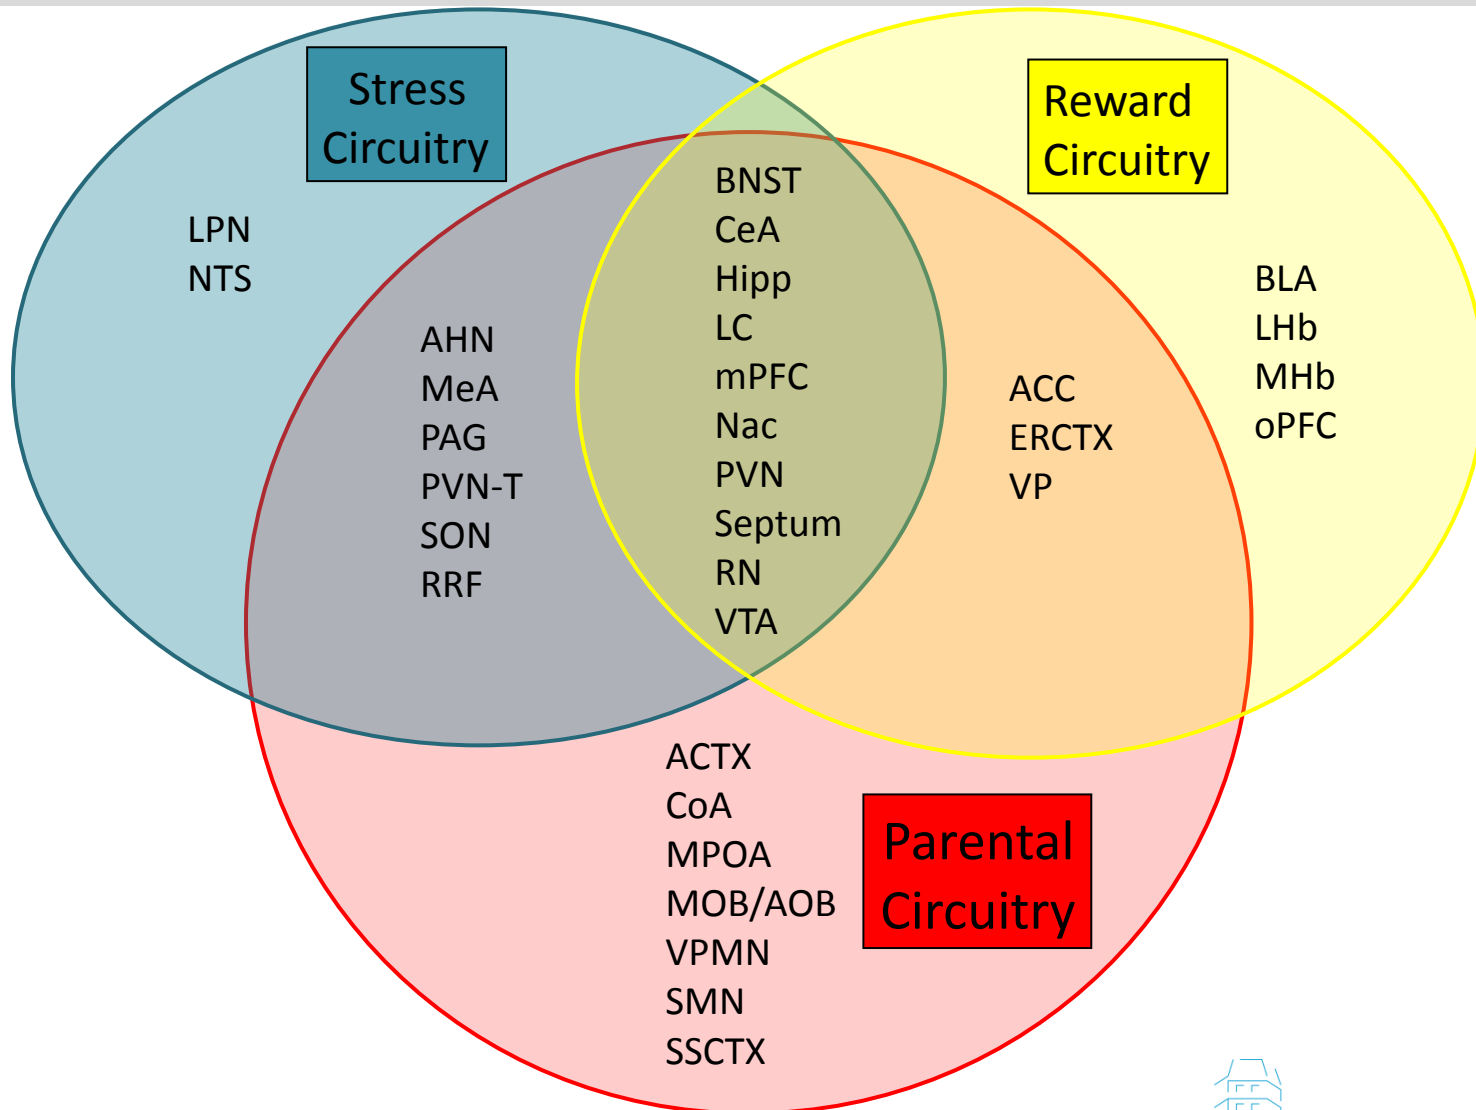 Stress
Circuitry
Reward
Circuitry
LPN
NTS
AHN
MeA
PAG
PVN-T
SON
RRF
BNST
CeA
Hipp
LC
mPFC
Nac
PVN
Septum
RN
VTA
ACC
ERCTX
VP
BLA
LHb
MHb
oPFC
ACTX
CoA
MPOA
MOB/AOB
VPMN
SMN
SSCTX
Parental
Circuitry